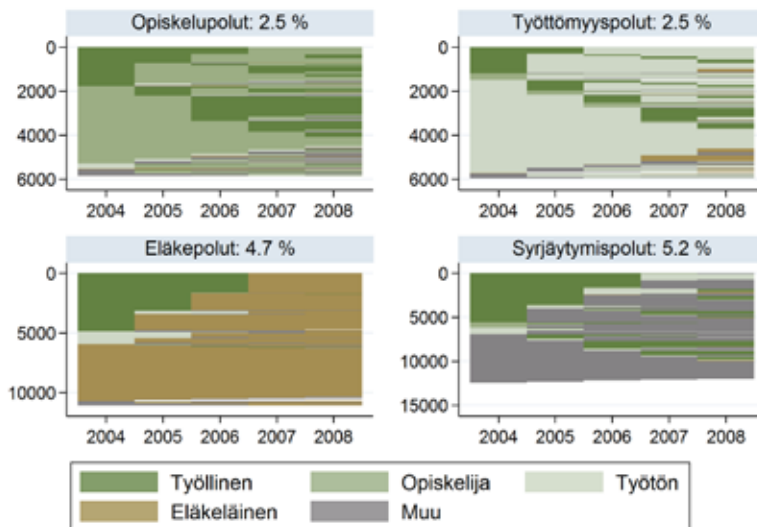 Opiskelupolut: 2.5 %
0
2000
4000
6000
2004 2005 2006 2007 2008
Työttömyyspolut: 2.5 %
0
2000
4000
6000
2004 2005 2006 2007 2008
Eläkepolut: 4.7 %
0
5000
10000
2004 2005 2006 2007 2008
Syrjäytymispolut: 5.2 %
0
5000
10000
15000
2004 2005 2006 2007 2008
Työllinen Opiskelija Työtön
Eläkeläinen Muu